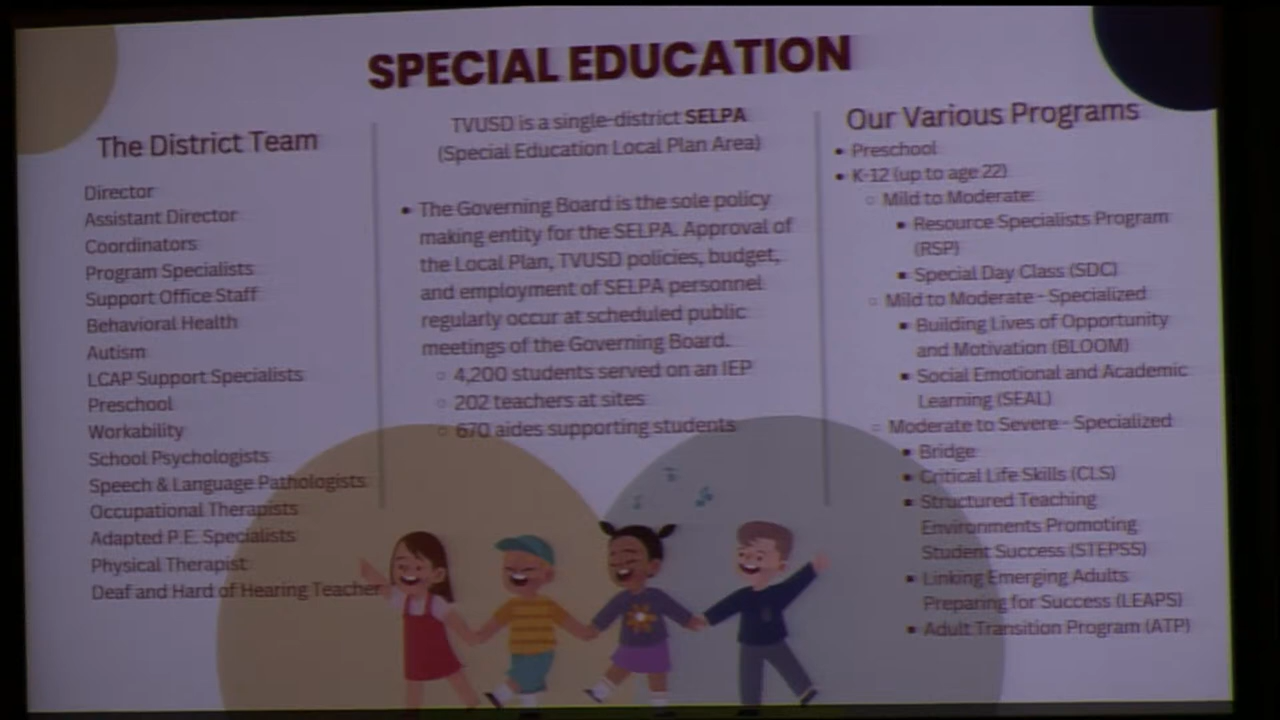 SPECIAL EDUCATION
The District Team
Director
Assistant Director
Coordinators
Program Specialists
Support Office Staff
Behavioral Health
Autism
LCAP Support Specialists
Preschool
Workability
School Psychologists
Speech & Language Pathologists
Occupational Therapists
Adapted P.E. Specialists
Physical Therapist
Deaf and Hard of Hearing Teacher
TVUSD is a single-district SELPA
(Special Education Local Plan Area)
• The Governing Board is the sole policy
making entity for the SELPA. Approval of
the Local Plan, TVUSD policies, budget,
and employment of SELPA personnel
regularly occur at scheduled public
meetings of the Governing Board.
○ 4,200 students served on an IEP
○ 202 teachers at sites
○ 670 aides supporting students
Our Various Programs
• Preschool
• K-12 (up to age 22)
○ Mild to Moderate:
▪ Resource Specialists Program
(RSP)
▪ Special Day Class (SDC)
○ Mild to Moderate - Specialized
▪ Building Lives of Opportunity
and Motivation (BLOOM)
▪ Social Emotional and Academic
Learning (SEAL)
○ Moderate to Severe - Specialized
▪ Bridge
▪ Critical Life Skills (CLS)
▪ Structured Teaching
Environments Promoting
Student Success (STEPSS)
▪ Linking Emerging Adults
Preparing for Success (LEAPS)
▪ Adult Transition Program (ATP)